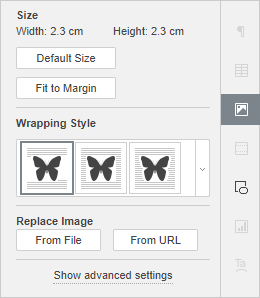 Size
Width: 2.3 cm Height: 2.3 cm
Default Size
Fit to Margin
Wrapping Style
Replace Image
From File From URL
Show advanced settings